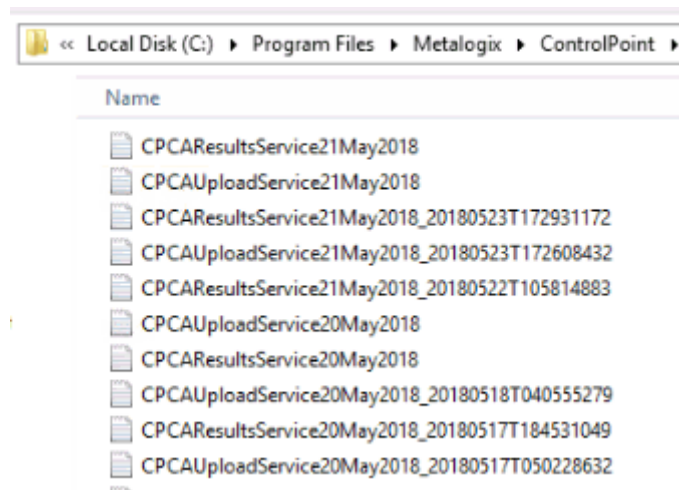 « Local Disk (C:) ▸ Program Files ▸ Metalogix ▸ ControlPoint ▸
Name
CPCAResultsService21May2018
CPCAUploadService21May2018
CPCAResultsService21May2018_20180523T172931172
CPCAUploadService21May2018_20180523T172608432
CPCAResultsService21May2018_20180522T105814883
CPCAUploadService20May2018
CPCAResultsService20May2018
CPCAUploadService20May2018_20180518T040555279
CPCAResultsService20May2018_20180517T184531049
CPCAUploadService20May2018_20180517T050228632